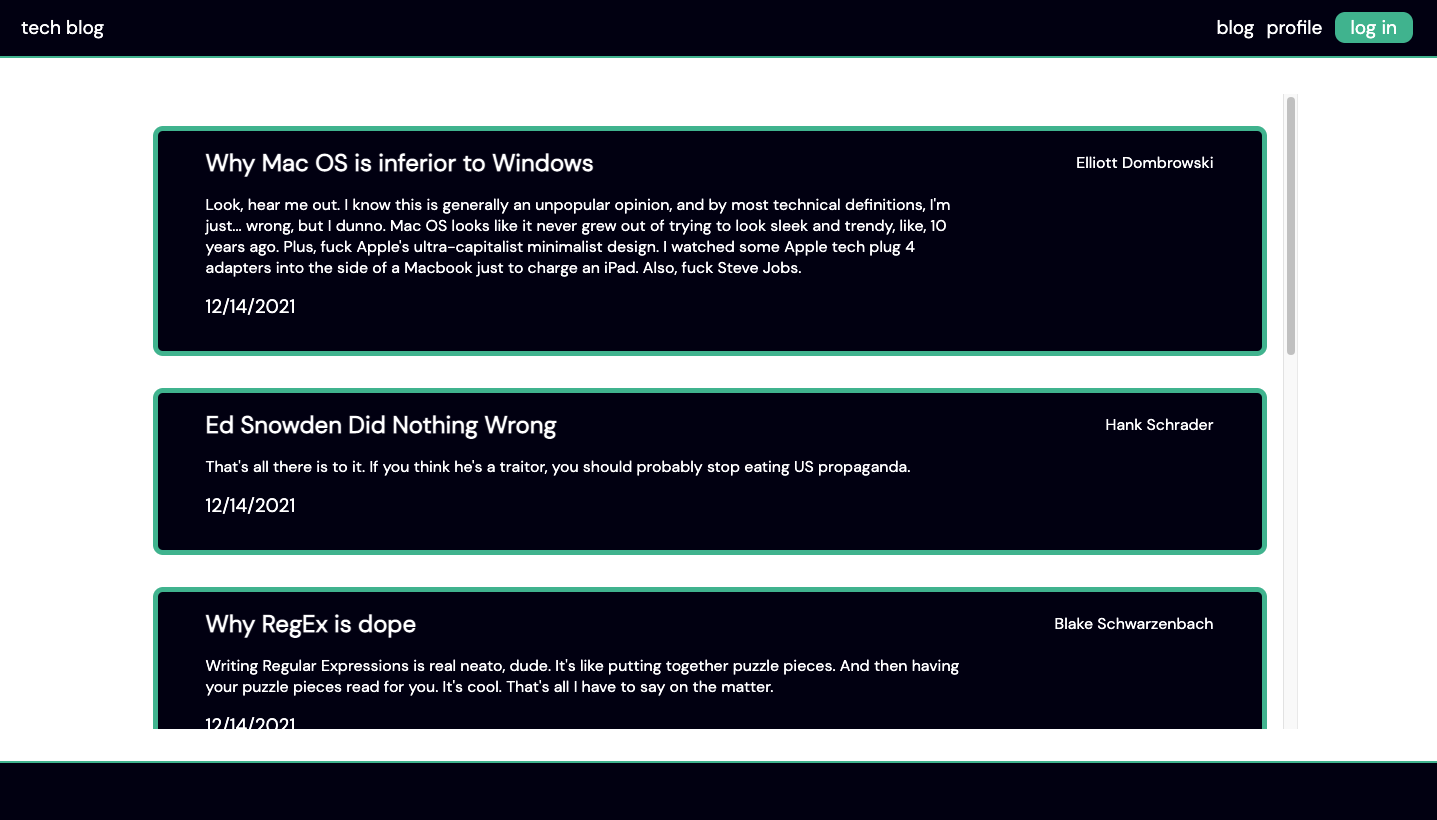 tech blog
blog profile log in
Why Mac OS is inferior to Windows
Elliott Dombrowski
Look, hear me out. I know this is generally an unpopular opinion, and by most technical definitions, I'm
just... wrong, but I dunno. Mac OS looks like it never grew out of trying to look sleek and trendy, like, 10
years ago. Plus, fuck Apple's ultra-capitalist minimalist design. I watched some Apple tech plug 4
adapters into the side of a Macbook just to charge an iPad. Also, fuck Steve Jobs.
12/14/2021
Ed Snowden Did Nothing Wrong
Hank Schrader
That's all there is to it. If you think he's a traitor, you should probably stop eating US propaganda.
12/14/2021
Why RegEx is dope
Blake Schwarzenbach
Writing Regular Expressions is real neato, dude. It's like putting together puzzle pieces. And then having
your puzzle pieces read for you. It's cool. That's all I have to say on the matter.
12/14/2021